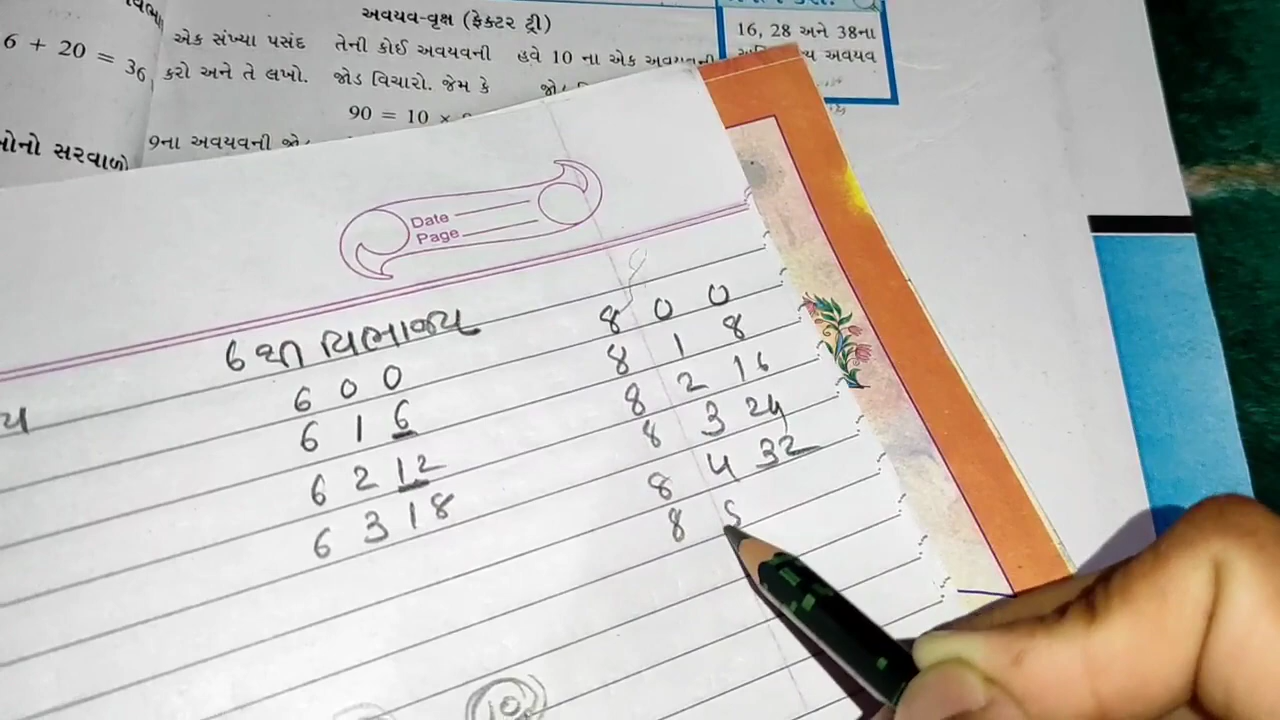 અવયવ-વૃક્ષ (ફેક્ટર ટ્રી)
16, 28 અને 38ના
અવયવ
6 + 20 = 36
એક સંખ્યા પસંદ
કરો અને તે લખો.
તેની કોઈ અવયવની
જોડ વિચારો. જેમ કે
90 = 10 ×
હવે 10 ના એક અવયવની
9ના અવયવની
સરવાળો
Date
Page
6 થી વિભાજ્ય
6 0 0
6 1 6
6 2 12
6 3 18
8 0 0
8 1 8
8 2 16
8 3 24
8 4 32
8 5
10